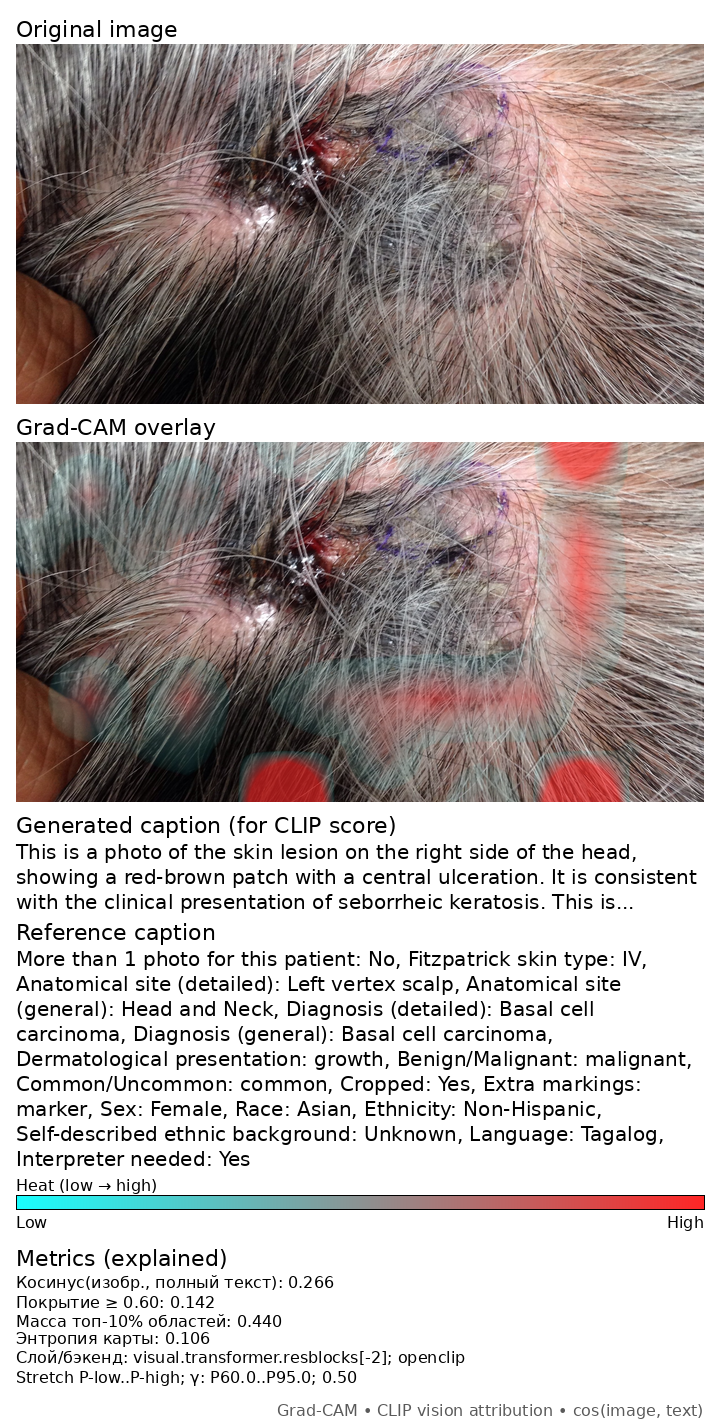 Original image
Grad-CAM overlay
Generated caption (for CLIP score)
This is a photo of the skin lesion on the right side of the head,
showing a red-brown patch with a central ulceration. It is consistent
with the clinical presentation of seborrheic keratosis. This is...
Reference caption
More than 1 photo for this patient: No, Fitzpatrick skin type: IV,
Anatomical site (detailed): Left vertex scalp, Anatomical site
(general): Head and Neck, Diagnosis (detailed): Basal cell
carcinoma, Diagnosis (general): Basal cell carcinoma,
Dermatological presentation: growth, Benign/Malignant: malignant,
Common/Uncommon: common, Cropped: Yes, Extra markings:
marker, Sex: Female, Race: Asian, Ethnicity: Non-Hispanic,
Self-described ethnic background: Unknown, Language: Tagalog,
Interpreter needed: Yes
Heat (low → high)
Low High
Metrics (explained)
Косинус(изобр., полный текст): 0.266
Покрытие ≥ 0.60: 0.142
Масса топ-10% областей: 0.440
Энтропия карты: 0.106
Слой/бэкенд: visual.transformer.resblocks[-2]; openclip
Stretch P-low..P-high; γ: P60.0..P95.0; 0.50
Grad-CAM • CLIP vision attribution • cos(image, text)